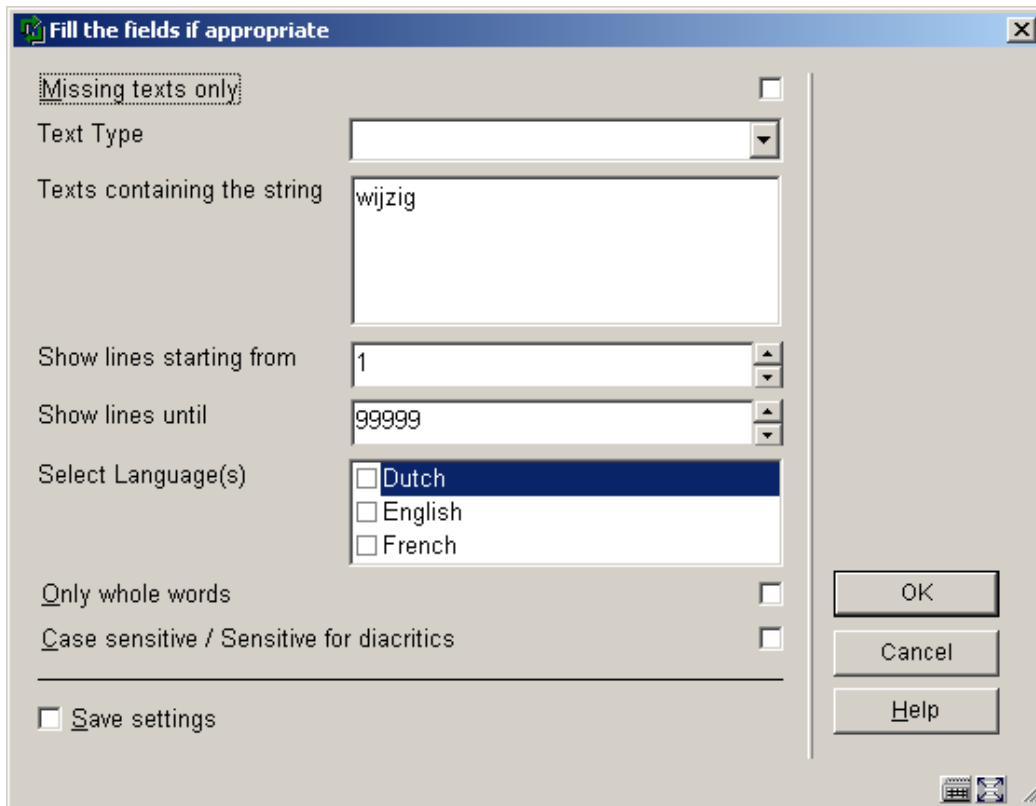 Fill the fields if appropriate
Missing texts only
Text Type
Texts containing the string
wijzig
Show lines starting from
1
Show lines until
99999
Select Language(s)
Dutch
English
French
Only whole words
Case sensitive / Sensitive for diacritics
Save settings
OK
Cancel
Help